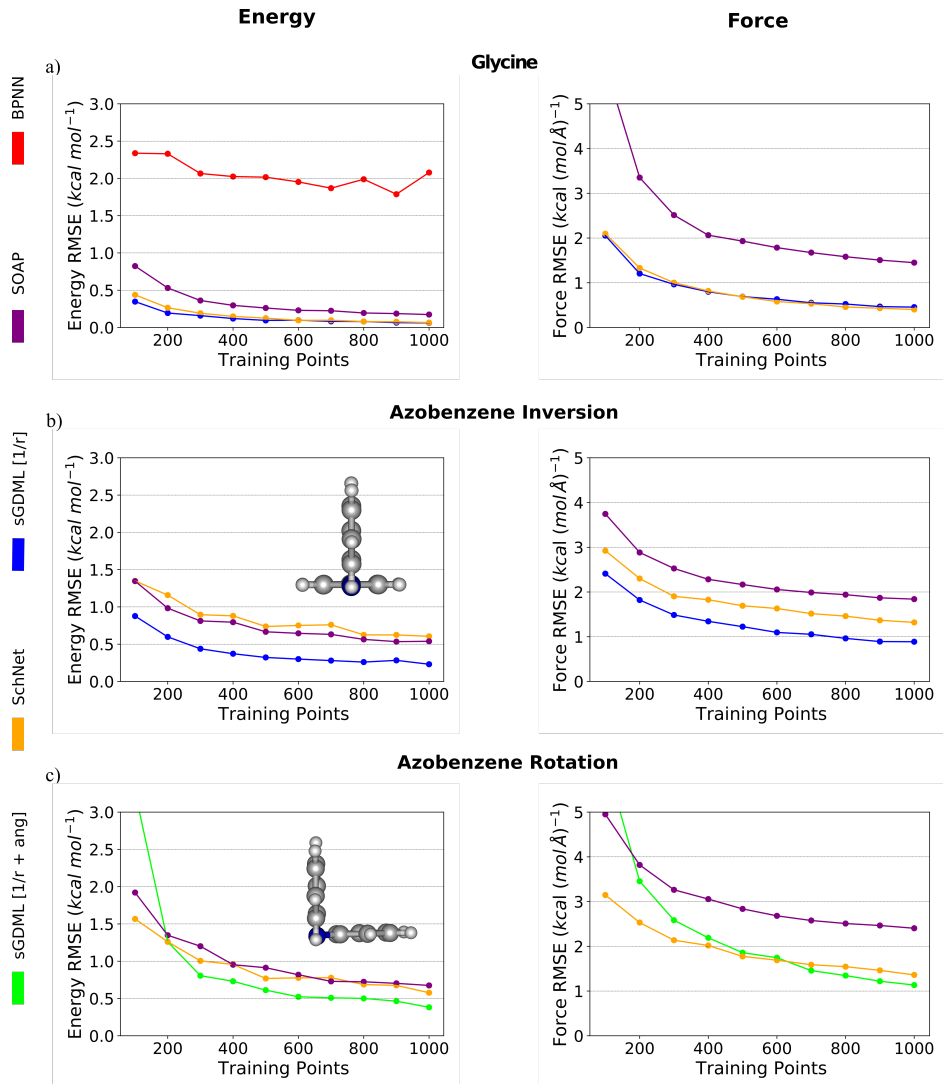 Energy
Force
a)
Glycine
BPNN
SOAP
sGDML [1/r]
SchNet
sGDML [1/r + ang]
Energy RMSE (kcal mol⁻¹)
3.0
2.5
2.0
1.5
1.0
0.5
0.0
200 400 600 800 1000
Training Points
Force RMSE (kcal (mol Å)⁻¹)
5
4
3
2
1
0
200 400 600 800 1000
Training Points
b)
Azobenzene Inversion
Energy RMSE (kcal mol⁻¹)
3.0
2.5
2.0
1.5
1.0
0.5
0.0
200 400 600 800 1000
Training Points
Force RMSE (kcal (mol Å)⁻¹)
5
4
3
2
1
0
200 400 600 800 1000
Training Points
c)
Azobenzene Rotation
Energy RMSE (kcal mol⁻¹)
3.0
2.5
2.0
1.5
1.0
0.5
0.0
200 400 600 800 1000
Training Points
Force RMSE (kcal (mol Å)⁻¹)
5
4
3
2
1
0
200 400 600 800 1000
Training Points